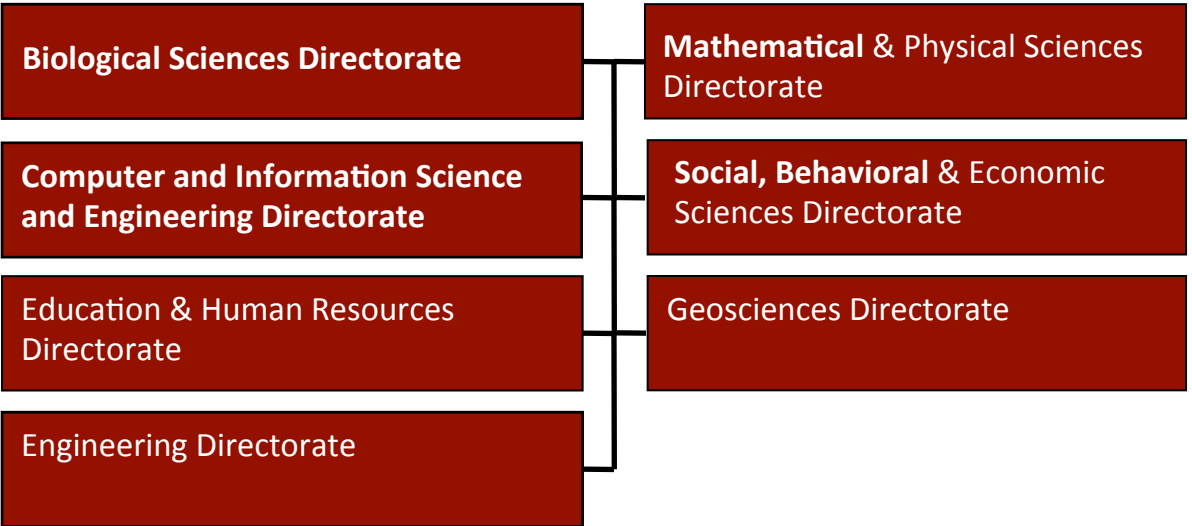 Biological Sciences Directorate
Mathematical & Physical Sciences
Directorate
Computer and Information Science
and Engineering Directorate
Social, Behavioral & Economic
Sciences Directorate
Education & Human Resources
Directorate
Geosciences Directorate
Engineering Directorate